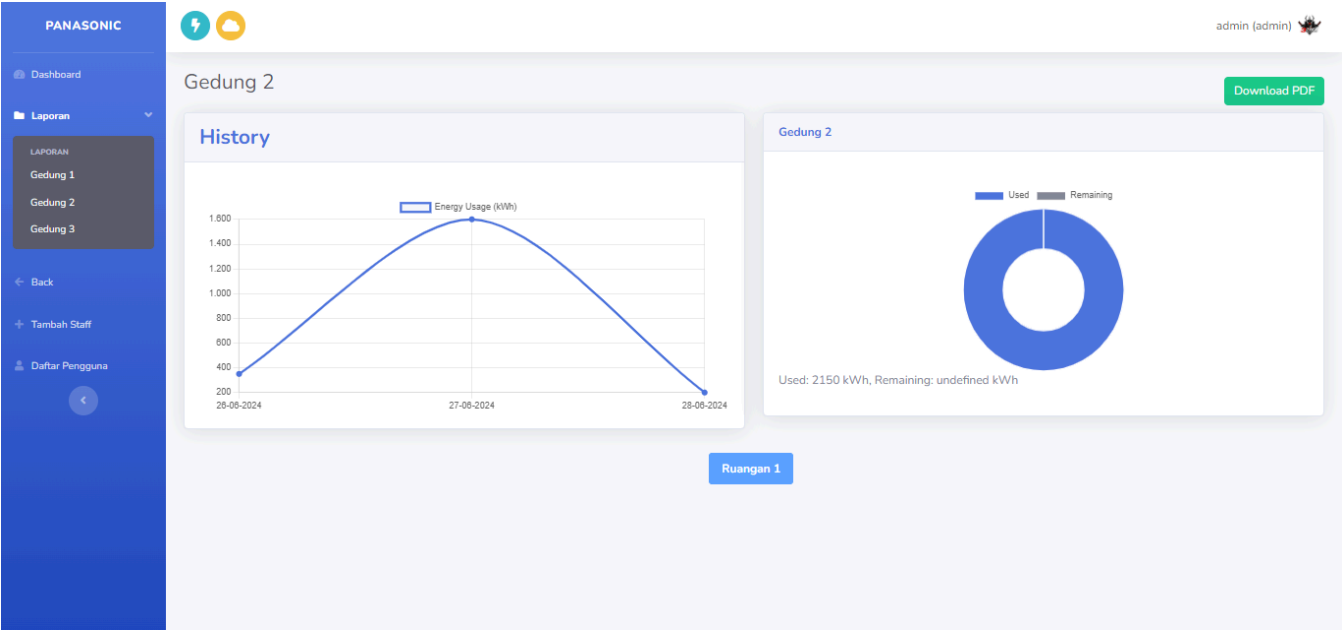 PANASONIC
admin (admin)
Dashboard
Laporan
LAPORAN
Gedung 1
Gedung 2
Gedung 3
Back
Tambah Staff
Daftar Pengguna
Gedung 2
Download PDF
History
Energy Usage (kWh)
1.600
1.400
1.200
1.000
800
600
400
200
26-06-2024 27-06-2024 28-06-2024
Gedung 2
Used Remaining
Used: 2150 kWh, Remaining: undefined kWh
Ruangan 1